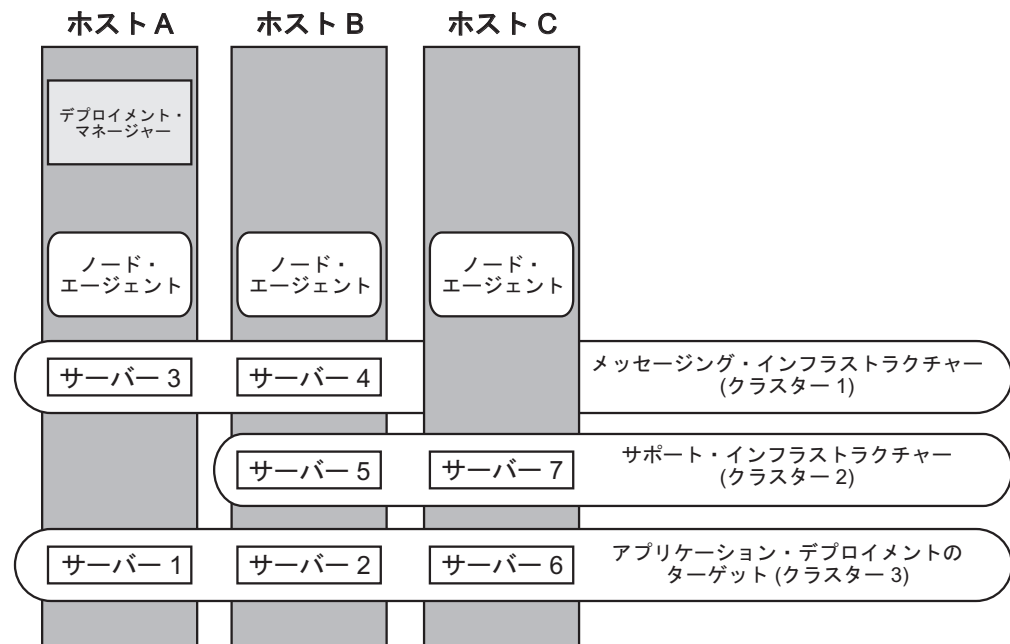 ホスト A
ホスト B
ホスト C
デプロイメント・
マネージャー
ノード・
エージェント
ノード・
エージェント
ノード・
エージェント
サーバー 3
サーバー 4
メッセージング・インフラストラクチャー
(クラスター 1)
サーバー 5
サーバー 7
サポート・インフラストラクチャー
(クラスター 2)
サーバー 1
サーバー 2
サーバー 6
アプリケーション・デプロイメントの
ターゲット (クラスター 3)